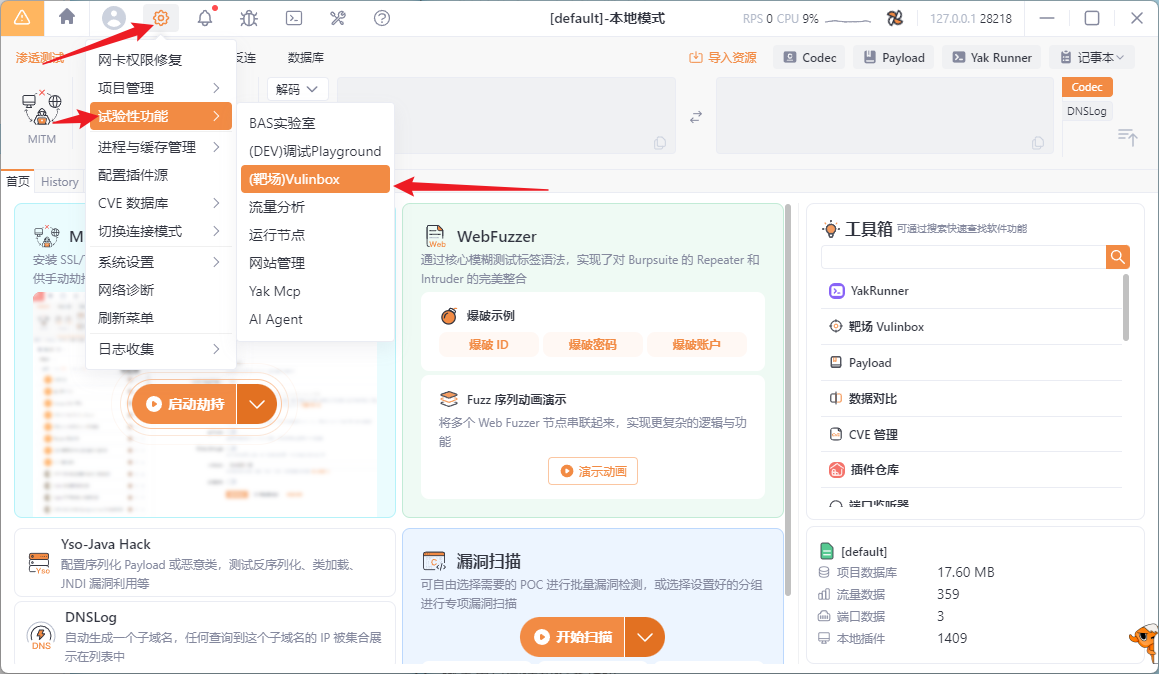 [default]-本地模式
RPS 0 CPU 9%
127.0.0.1 28218
渗透测试
反连
数据库
导入资源
Codec
Payload
Yak Runner
记事本
网卡权限修复
项目管理
试验性功能
进程与缓存管理
配置插件源
CVE 数据库
切换连接模式
系统设置
网络诊断
刷新菜单
日志收集
BAS实验室
(DEV)调试Playground
(靶场)Vulinbox
流量分析
运行节点
网站管理
Yak Mcp
AI Agent
MITM
解码
Codec
DNSLog
首页
History
M
安装 SSL/
供手动劫
启动劫持
WebFuzzer
通过核心模糊测试标签语法，实现了对 Burpsuite 的 Repeater 和
Intruder 的完美整合
爆破示例
爆破 ID
爆破密码
爆破账户
Fuzz 序列动画演示
将多个 Web Fuzzer 节点串联起来，实现更复杂的逻辑与功
能
演示动画
工具箱
可通过搜索快速查找软件功能
YakRunner
靶场 Vulinbox
Payload
数据对比
CVE 管理
插件仓库
端口监听器
Yso-Java Hack
配置序列化 Payload 或恶意类，测试反序列化、类加载、
JNDI 漏洞利用等
DNSLog
自动生成一个子域名，任何查询到这个子域名的 IP 被集合展
示在列表中
漏洞扫描
可自由选择需要的 POC 进行批量漏洞检测，或选择设置好的分组
进行专项漏洞扫描
开始扫描
[default]
项目数据库 17.60 MB
流量数据 359
端口数据 3
本地插件 1409